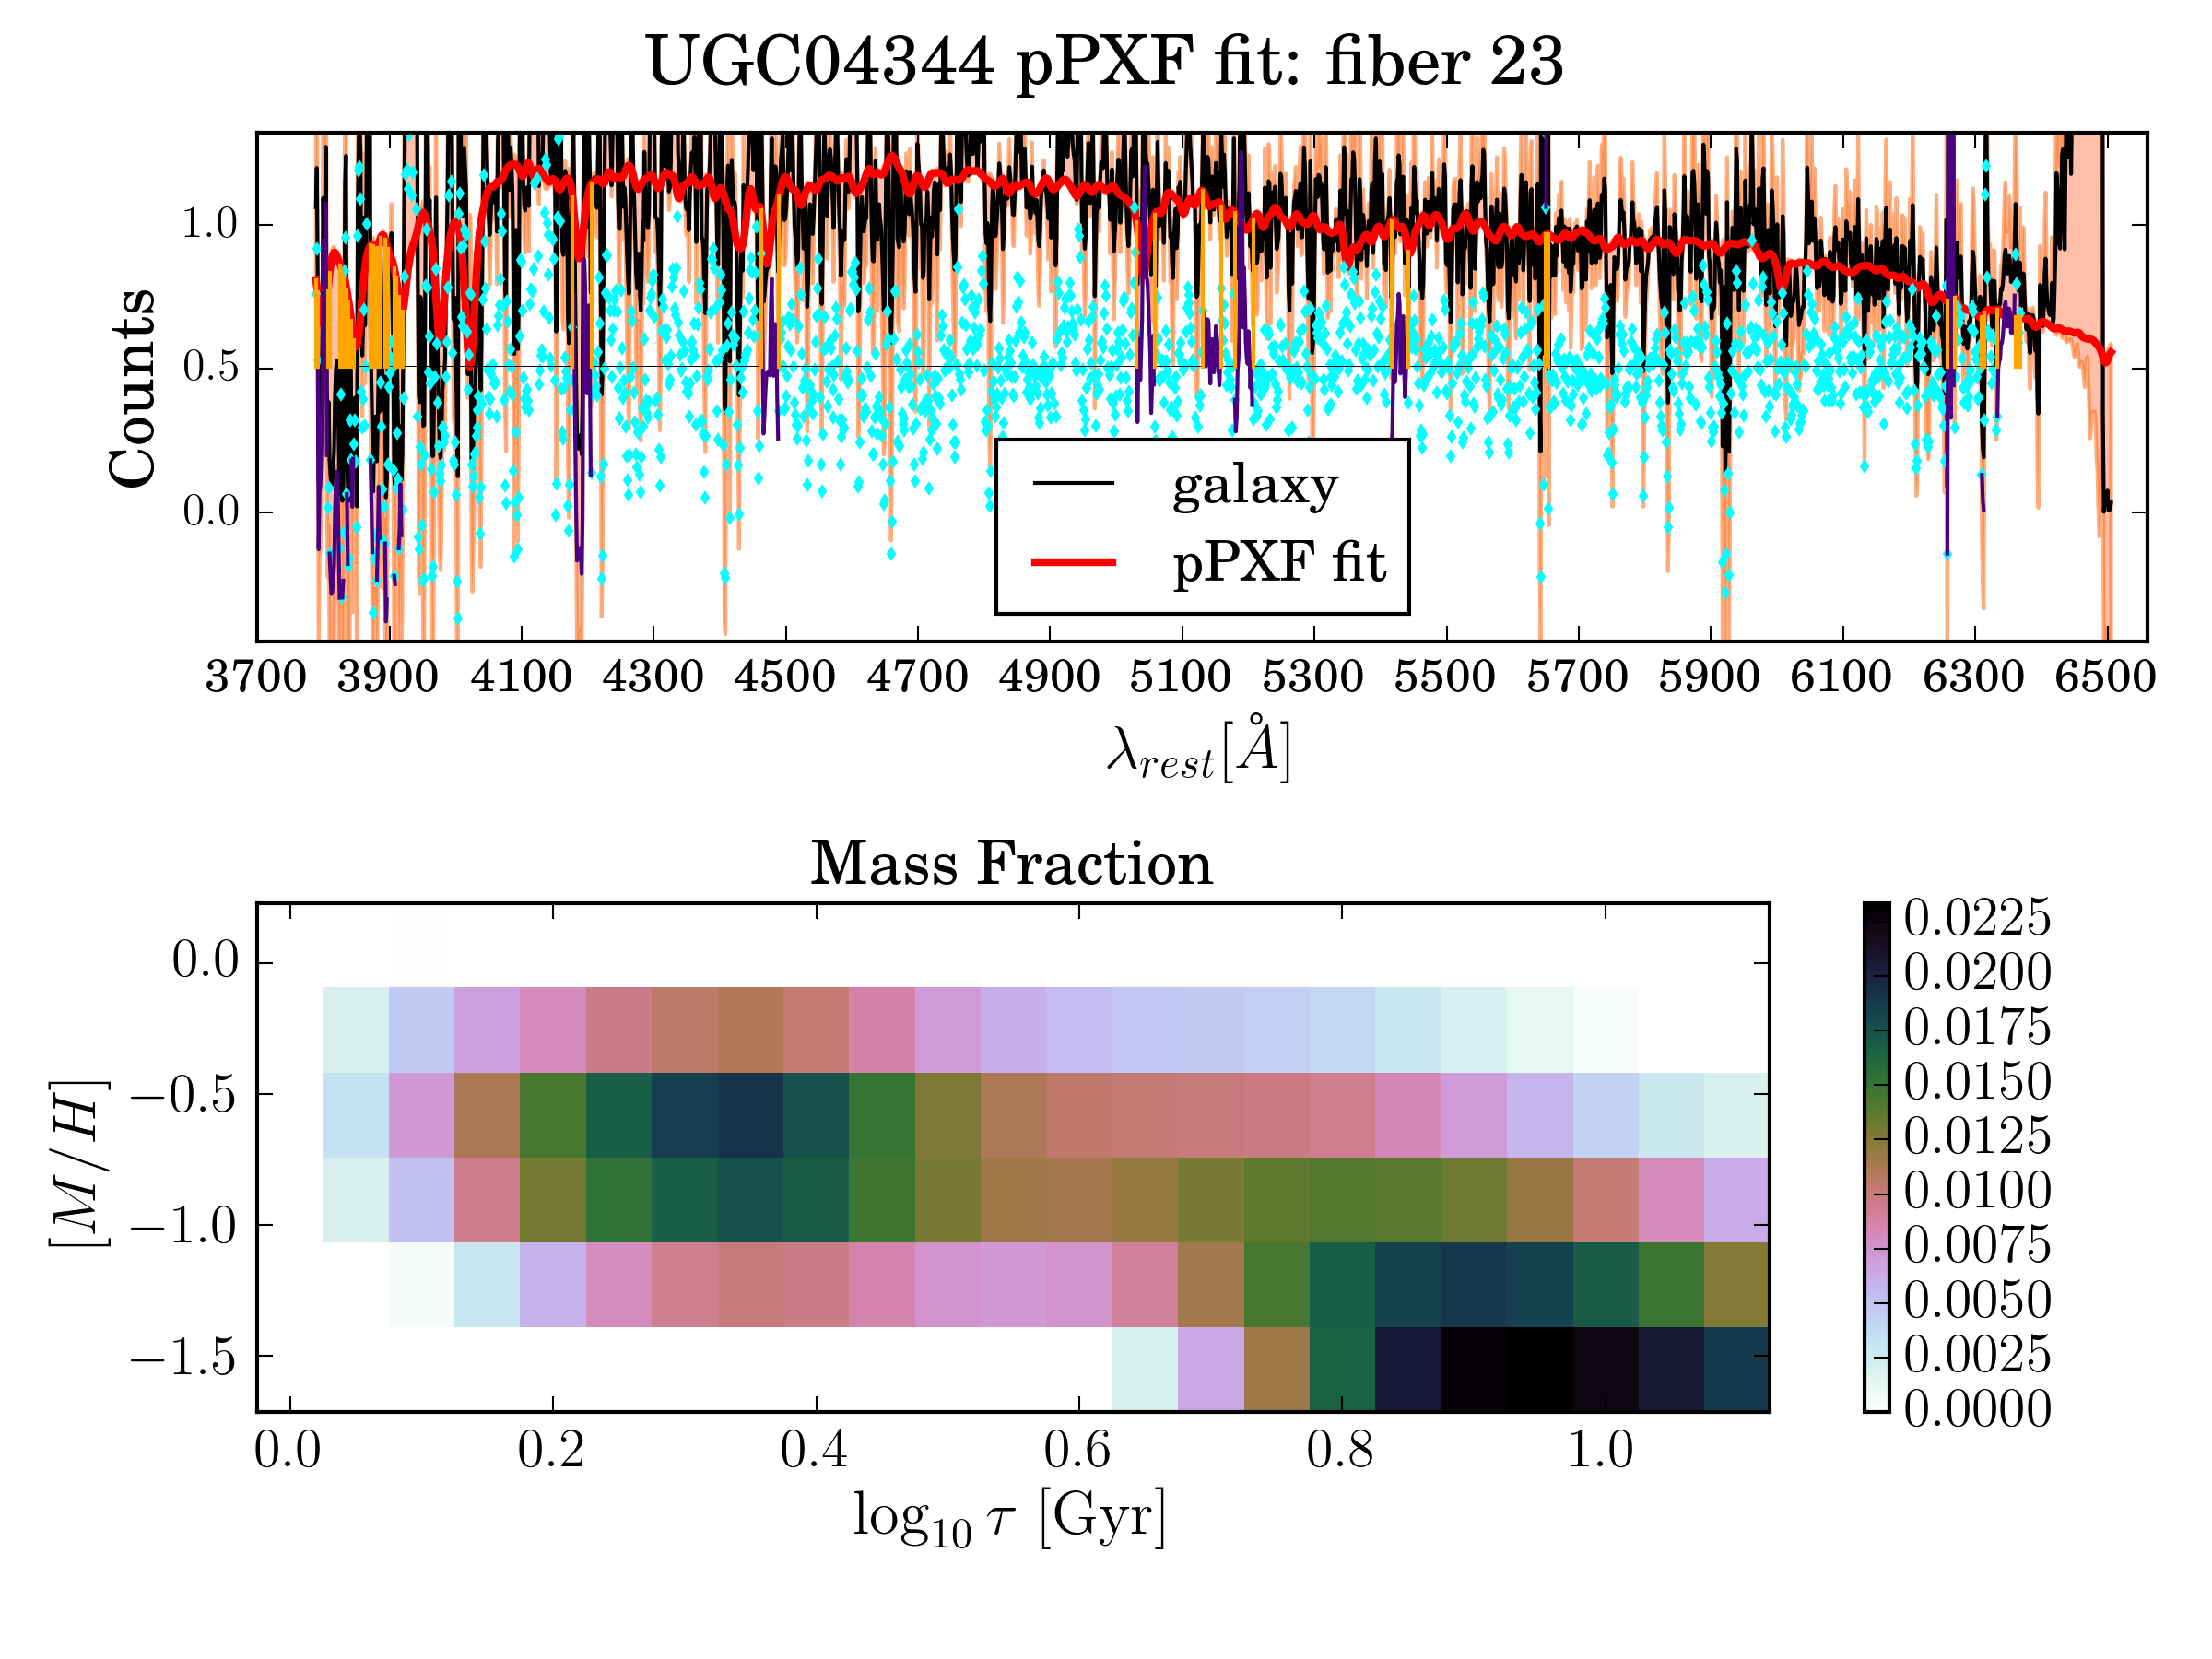 UGC04344 pPXF fit: fiber 23
Counts
1.0
0.5
0.0
galaxy
pPXF fit
3700 3900 4100 4300 4500 4700 4900 5100 5300 5500 5700 5900 6100 6300 6500
λrest[Å]
Mass Fraction
[M/H]
0.0
−0.5
−1.0
−1.5
0.0 0.2 0.4 0.6 0.8 1.0
log10 τ [Gyr]
0.0225
0.0200
0.0175
0.0150
0.0125
0.0100
0.0075
0.0050
0.0025
0.0000